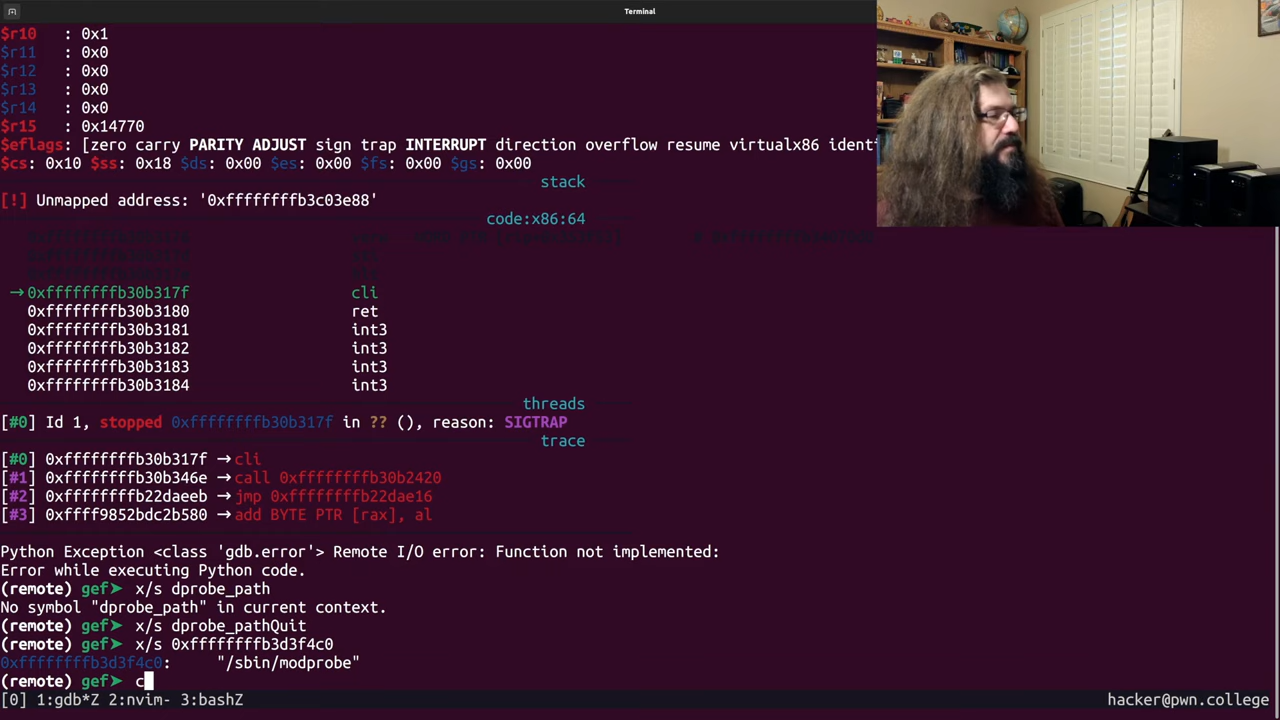 Terminal
$r10 : 0x1
$r11 : 0x0
$r12 : 0x0
$r13 : 0x0
$r14 : 0x0
$r15 : 0x14770
$eflags: [zero carry PARITY ADJUST sign trap INTERRUPT direction overflow resume virtualx86 identi
$cs: 0x10 $ss: 0x18 $ds: 0x00 $es: 0x00 $fs: 0x00 $gs: 0x00
stack
[!] Unmapped address: '0xffffffffb3c03e88'
code:x86:64
→0xffffffffb30b317f cli
0xffffffffb30b3180 ret
0xffffffffb30b3181 int3
0xffffffffb30b3182 int3
0xffffffffb30b3183 int3
0xffffffffb30b3184 int3
threads
[#0] Id 1, stopped 0xffffffffb30b317f in ?? (), reason: SIGTRAP
trace
[#0] 0xffffffffb30b317f → cli
[#1] 0xffffffffb30b346e → call 0xffffffffb30b2420
[#2] 0xffffffffb22daeeb → jmp 0xffffffffb22dae16
[#3] 0xffff9852bdc2b580 → add BYTE PTR [rax], al
Python Exception <class 'gdb.error'> Remote I/O error: Function not implemented:
Error while executing Python code.
(remote) gef➤ x/s dprobe_path
No symbol "dprobe_path" in current context.
(remote) gef➤ x/s dprobe_pathQuit
(remote) gef➤ x/s 0xffffffffb3d3f4c0
0xffffffffb3d3f4c0: "/sbin/modprobe"
(remote) gef➤ c
[0] 1:gdb*Z 2:nvim- 3:bashZ hacker@pwn.college